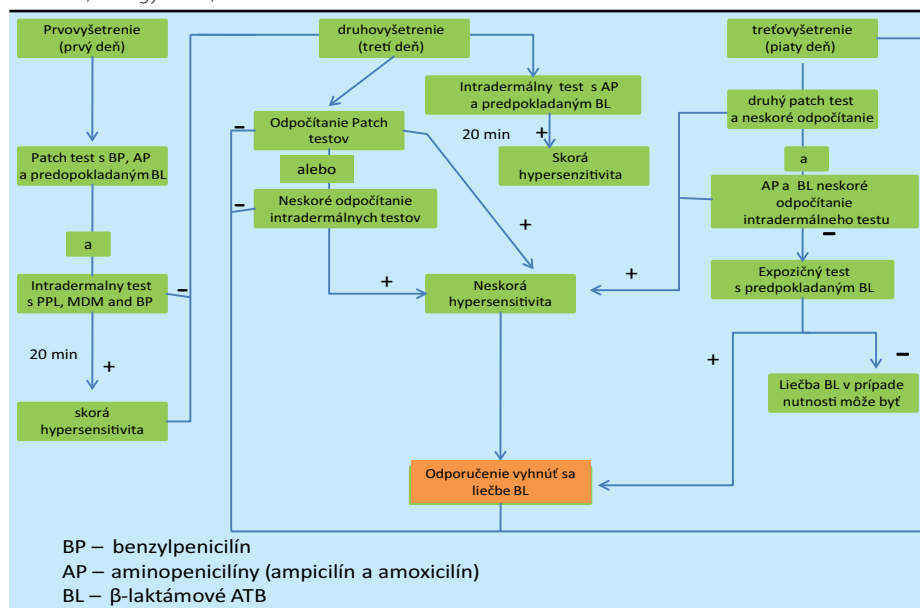 Prvovyšetrenie
(prvý deň)
Patch test s BP, AP
a predopokladaným BL
a
Intradermalny test
s PPL, MDM and BP
–
20 min
+
skorá
hypersensitivita
druhovyšetrenie
(tretí deň)
Intradermálny test s AP
a predpokladaným BL
20 min
+
Skorá
hypersenzitivita
–
Odpočítanie Patch
testov
alebo
–
Neskoré odpočítanie
intradermálnych testov
+
+
Neskorá
hypersensitivita
+
Odporučenie vyhnúť sa
liečbe BL
treťovyšetrenie
(piaty deň)
druhý patch test
a neskoré odpočítanie
a
AP a BL neskoré
odpočítanie
intradermálneho testu
–
Expozičný test
s predpokladaným BL
+
–
Liečba BL v prípade
nutnosti môže byť
BP – benzylpenicilín
AP – aminopenicilíny (ampicilín a amoxicilín)
BL – β-laktámové ATB